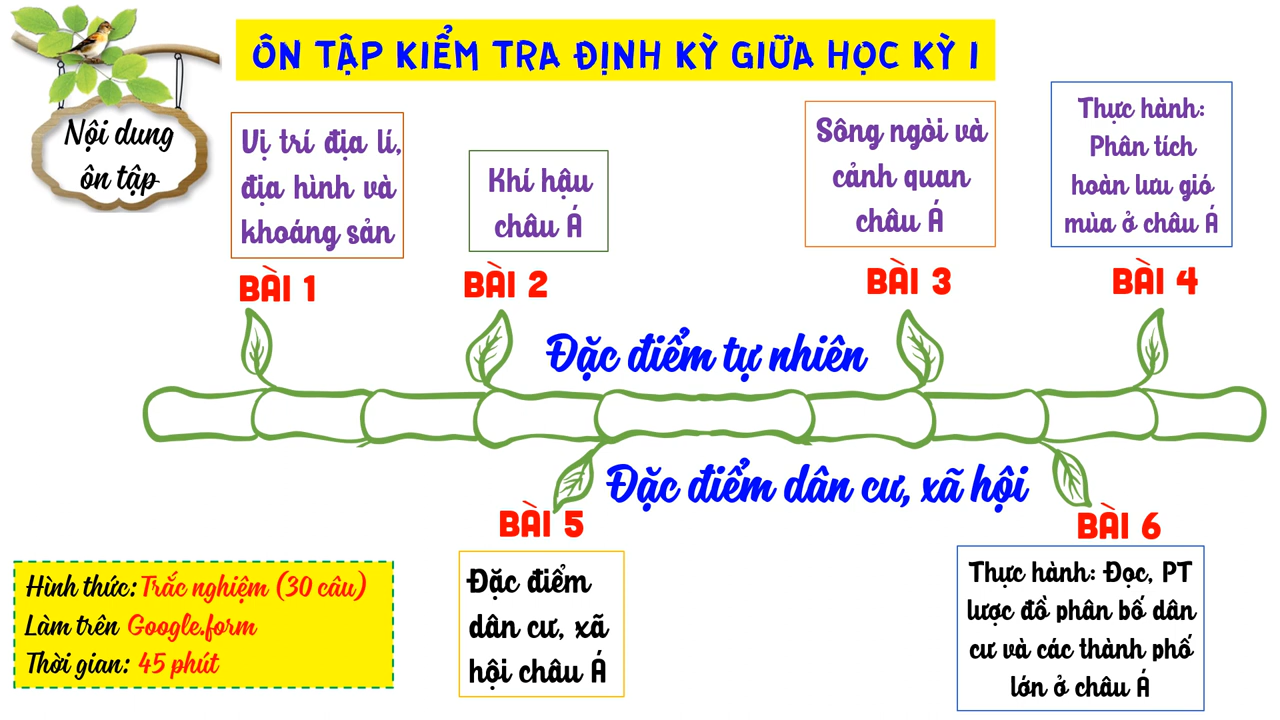 ÔN TẬP KIỂM TRA ĐỊNH KỲ GIỮA HỌC KỲ I
Nội dung
ôn tập
Vị trí địa lí,
địa hình và
khoáng sản
BÀI 1
Khí hậu
châu Á
BÀI 2
Sông ngòi và
cảnh quan
châu Á
BÀI 3
Thực hành:
Phân tích
hoàn lưu gió
mùa ở châu Á
BÀI 4
Đặc điểm tự nhiên
Đặc điểm dân cư, xã hội
BÀI 5
Đặc điểm
dân cư, xã
hội châu Á
BÀI 6
Thực hành: Đọc, PT
lược đồ phân bố dân
cư và các thành phố
lớn ở châu Á
Hình thức: Trắc nghiệm (30 câu)
Làm trên Google.form
Thời gian: 45 phút